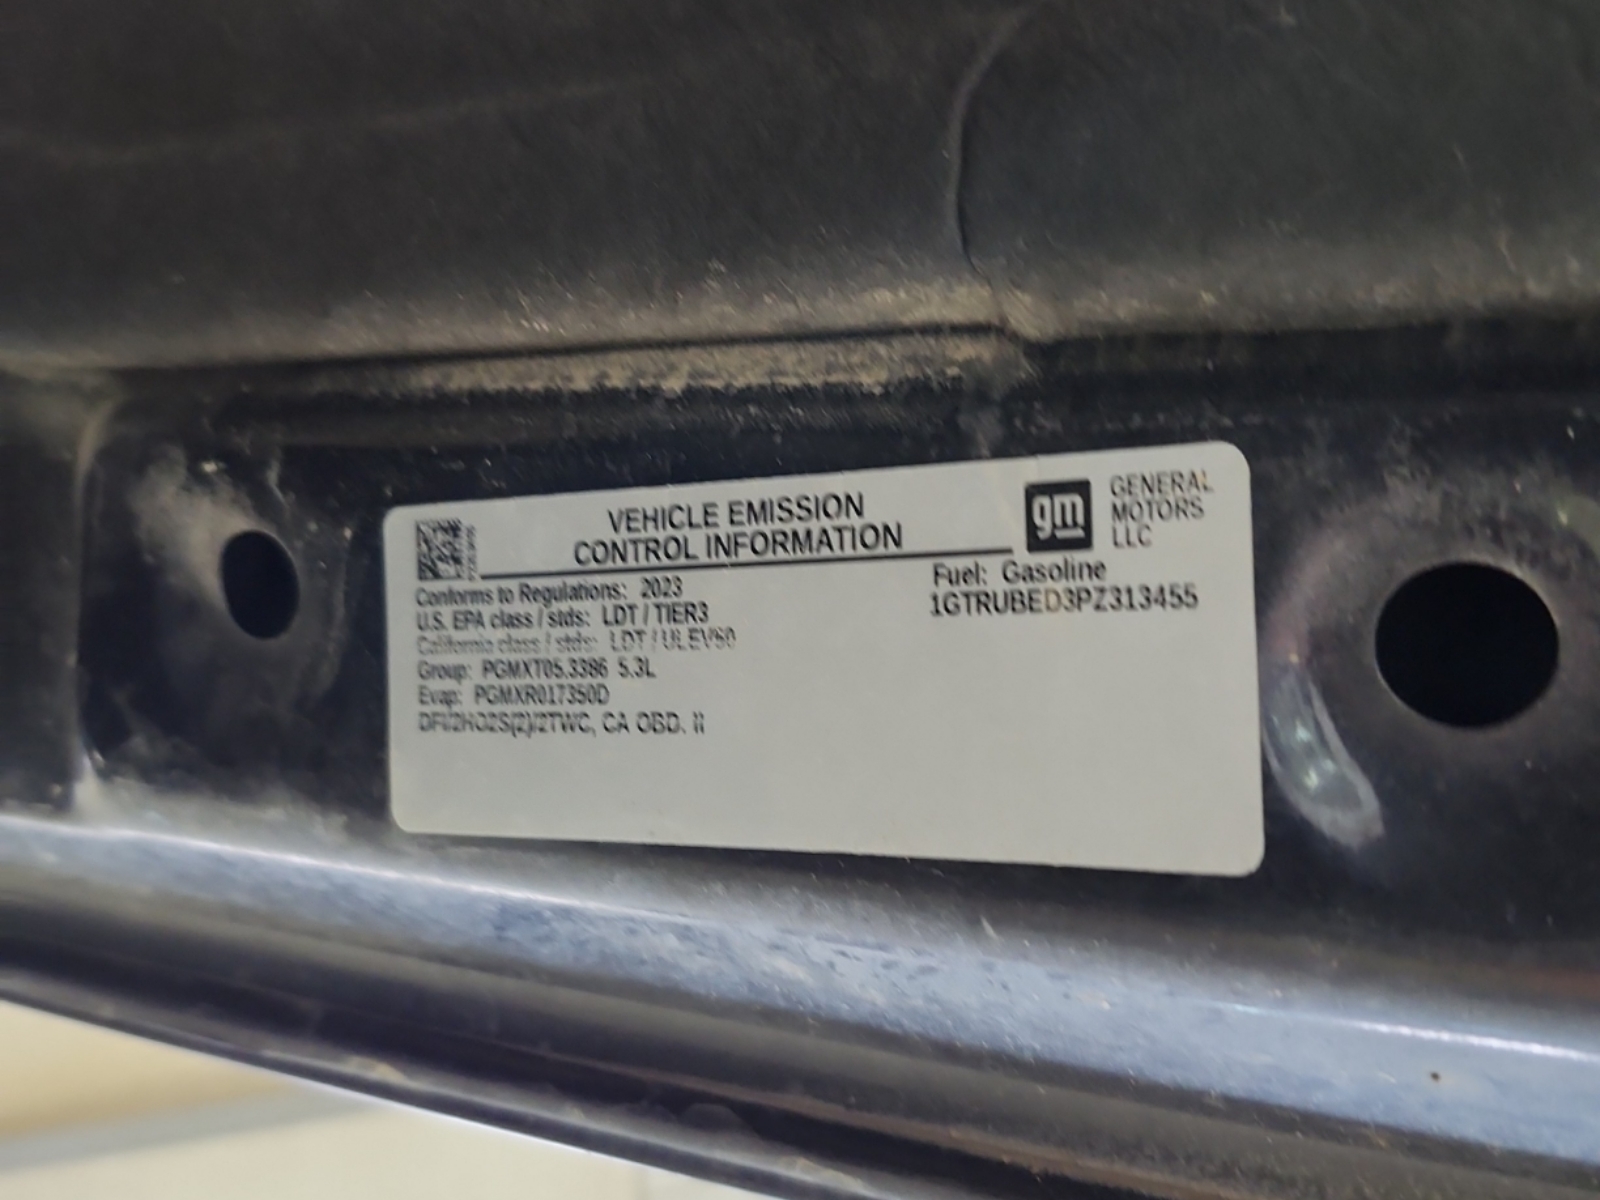 VEHICLE EMISSION
CONTROL INFORMATION
gm
GENERAL
MOTORS
LLC
Conforms to Regulations: 2023
U.S. EPA class / stds: LDT / TIER3
California class / stds: LDT / ULEV50
Group: PGMXT05.3386 5.3L
Evap: PGMXR017350D
DFI/2HO2S(2)/2TWC, CA OBD. II
Fuel: Gasoline
1GTRUBED3PZ313455